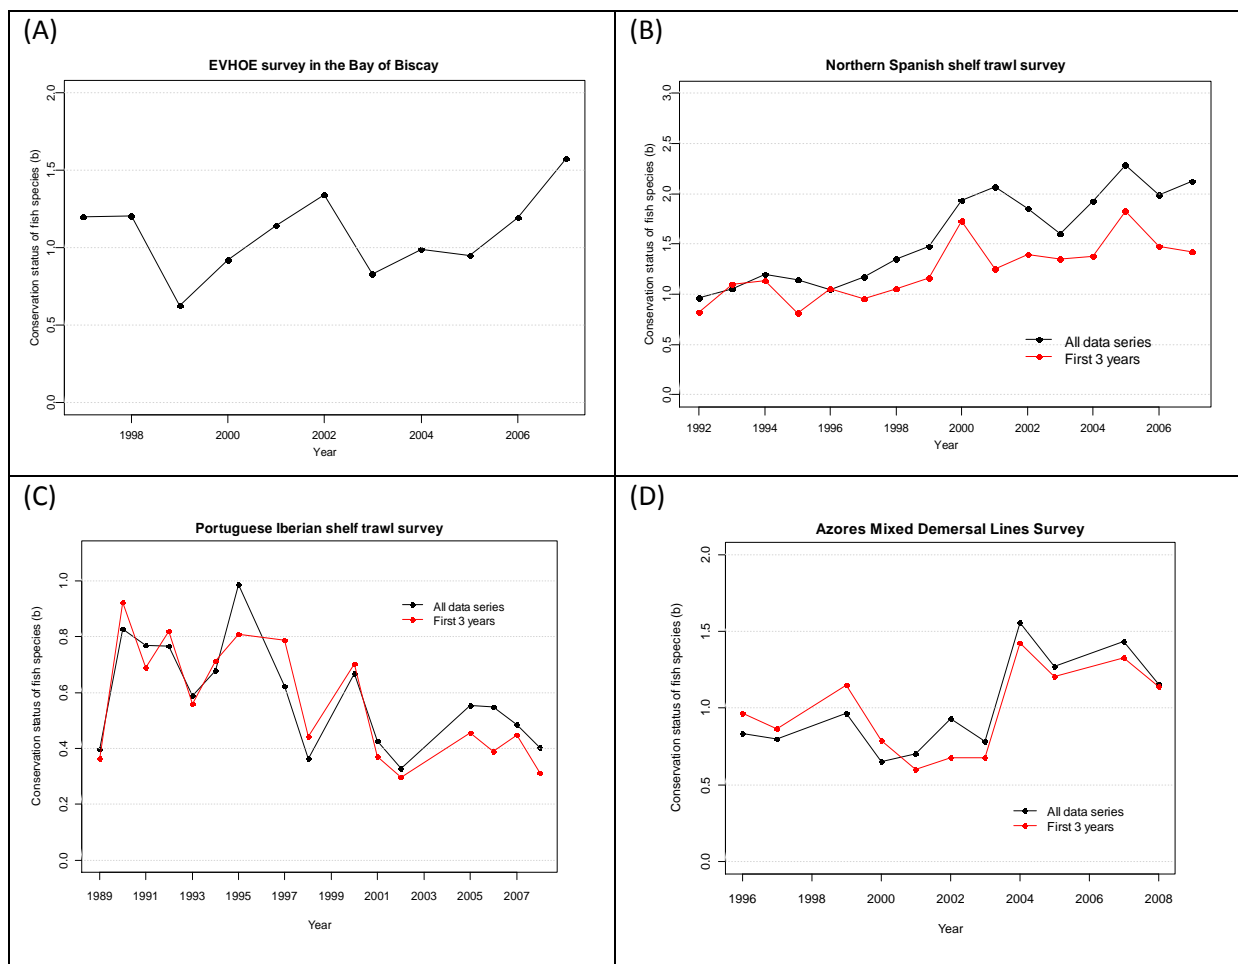 (A)
EVHOE survey in the Bay of Biscay
Conservation status of fish species (b)
2.0
1.5
1.0
0.5
0.0
1998 2000 2002 2004 2006
Year
(B)
Northern Spanish shelf trawl survey
Conservation status of fish species (b)
3.0
2.5
2.0
1.5
1.0
0.5
0.0
All data series
First 3 years
1992 1994 1996 1998 2000 2002 2004 2006
Year
(C)
Portuguese Iberian shelf trawl survey
Conservation status of fish species (b)
1.0
0.8
0.6
0.4
0.2
0.0
All data series
First 3 years
1989 1991 1993 1995 1997 1999 2001 2003 2005 2007
Year
(D)
Azores Mixed Demersal Lines Survey
Conservation status of fish species (b)
2.0
1.5
1.0
0.5
0.0
All data series
First 3 years
1996 1998 2000 2002 2004 2006 2008
Year